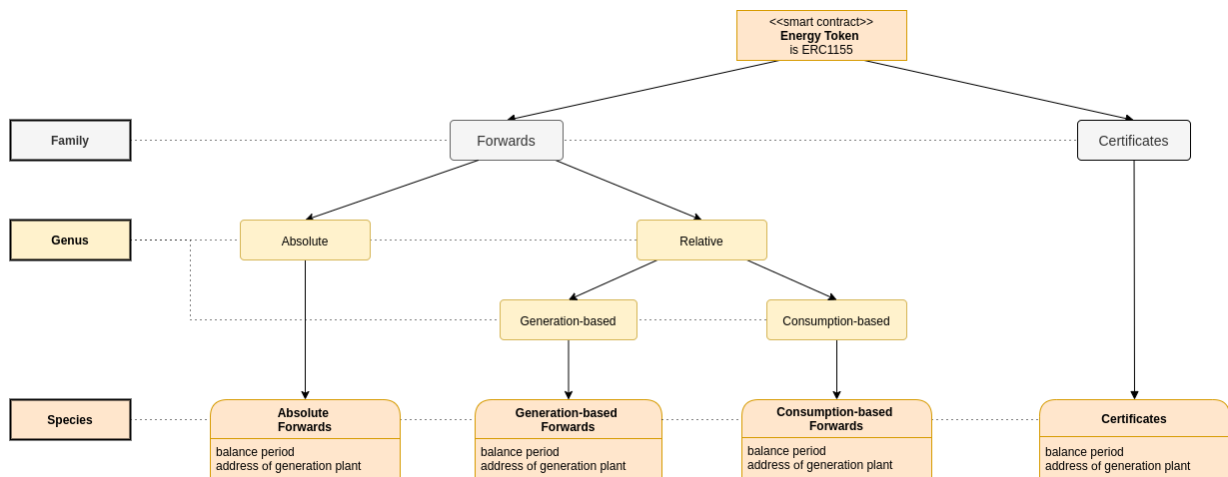 <<smart contract>>
Energy Token
is ERC1155
Family
Forwards
Certificates
Genus
Absolute
Relative
Generation-based
Consumption-based
Species
Absolute
Forwards
balance period
address of generation plant
Generation-based
Forwards
balance period
address of generation plant
Consumption-based
Forwards
balance period
address of generation plant
Certificates
balance period
address of generation plant